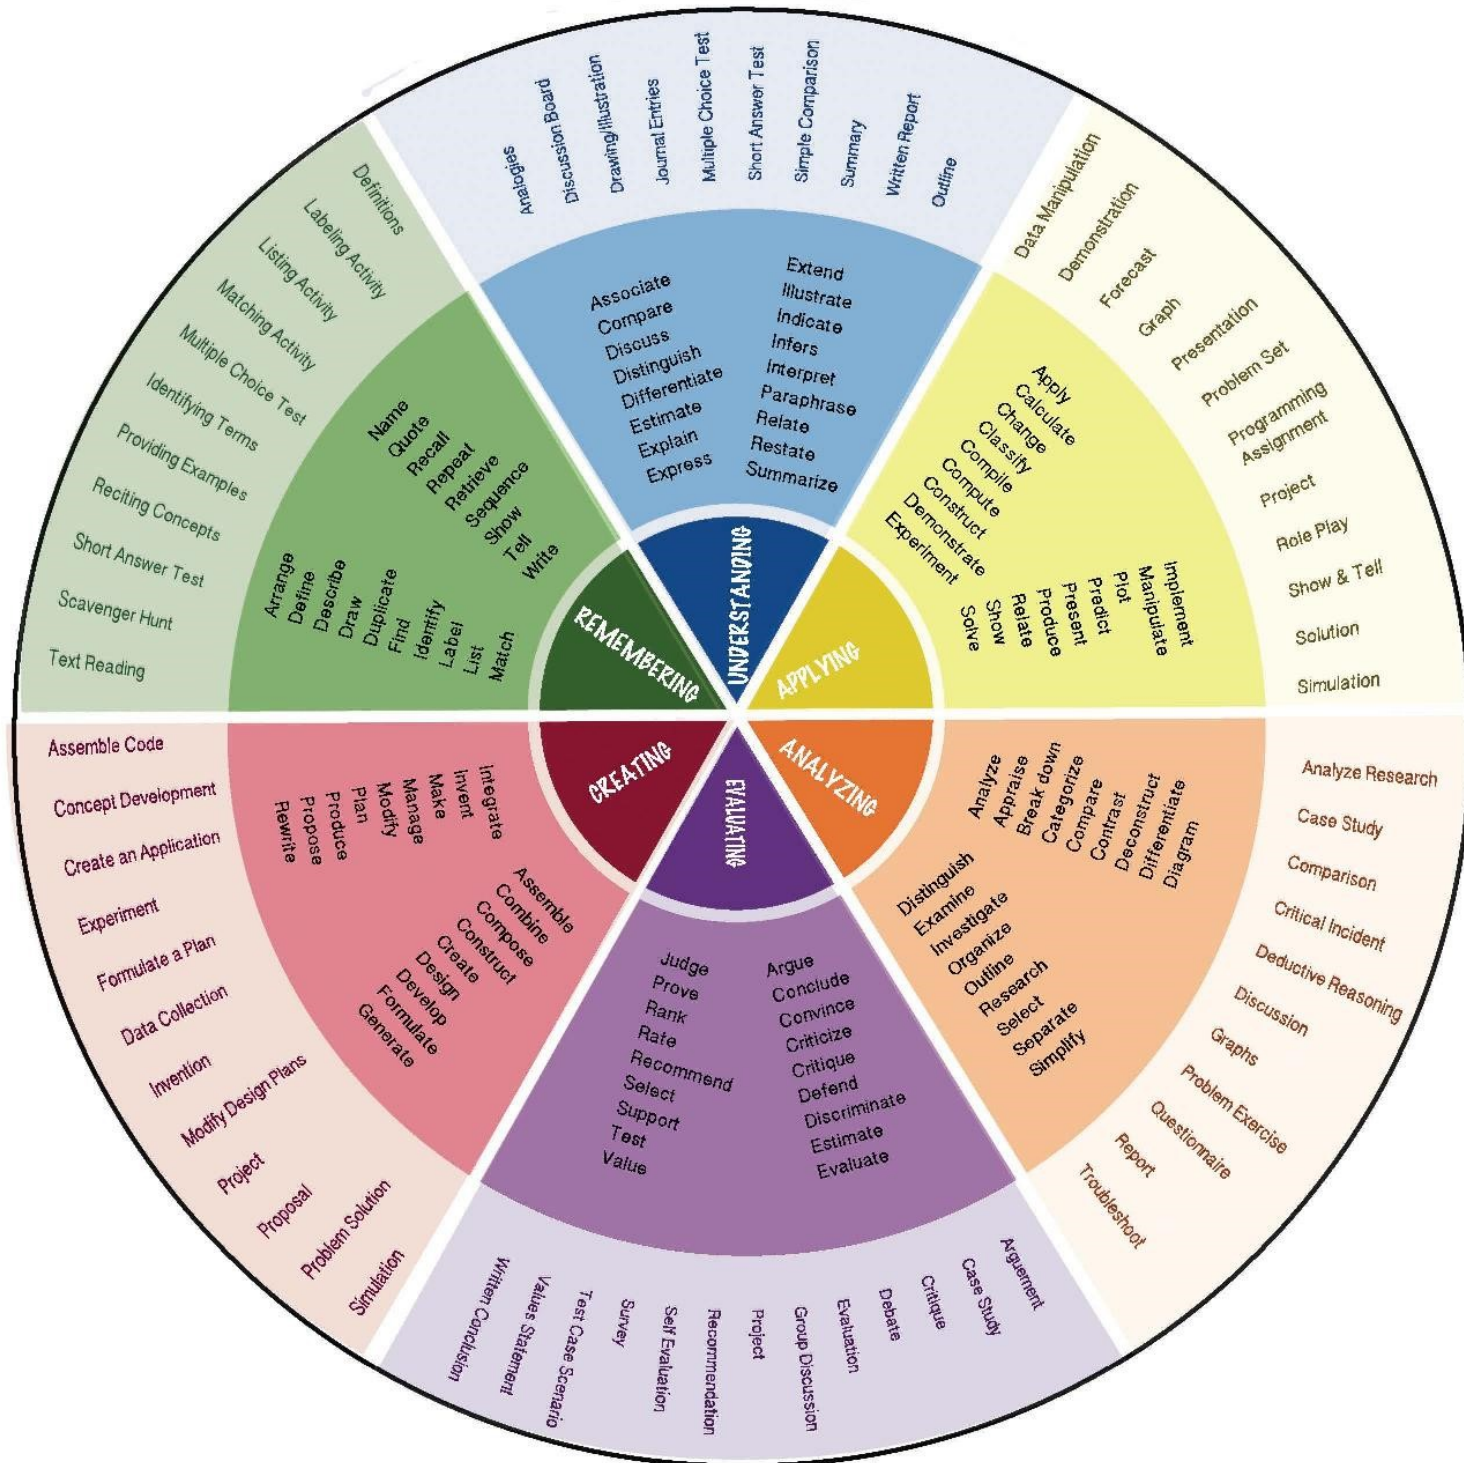 REMEMBERING
Name
Quote
Recall
Repeat
Retrieve
Sequence
Show
Tell
Write
Arrange
Define
Describe
Draw
Duplicate
Find
Identify
Label
List
Match
Definitions
Labeling Activity
Listing Activity
Matching Activity
Multiple Choice Test
Identifying Terms
Providing Examples
Reciting Concepts
Short Answer Test
Scavenger Hunt
Text Reading
UNDERSTANDING
Associate
Compare
Discuss
Distinguish
Differentiate
Estimate
Explain
Express
Extend
Illustrate
Indicate
Infers
Interpret
Paraphrase
Relate
Restate
Summarize
Analogies
Discussion Board
Drawing/Illustration
Journal Entries
Multiple Choice Test
Short Answer Test
Simple Comparison
Summary
Written Report
Outline
APPLYING
Apply
Calculate
Change
Classify
Compile
Compute
Construct
Demonstrate
Experiment
Implement
Manipulate
Plot
Predict
Present
Produce
Relate
Show
Solve
Data Manipulation
Demonstration
Forecast
Graph
Presentation
Problem Set
Programming
Assignment
Project
Role Play
Show & Tell
Solution
Simulation
ANALYZING
Analyze
Appraise
Break down
Categorize
Compare
Contrast
Deconstruct
Differentiate
Diagram
Distinguish
Examine
Investigate
Organize
Outline
Research
Select
Separate
Simplify
Analyze Research
Case Study
Comparison
Critical Incident
Deductive Reasoning
Discussion
Graphs
Problem Exercise
Questionnaire
Report
Troubleshoot
EVALUATING
Argue
Conclude
Convince
Criticize
Critique
Defend
Discriminate
Estimate
Evaluate
Judge
Prove
Rank
Rate
Recommend
Select
Support
Test
Value
Arguement
Case Study
Critique
Debate
Evaluation
Group Discussion
Project
Recommendation
Self Evaluation
Survey
Test Case Scenario
Values Statement
Written Conclusion
CREATING
Assemble
Combine
Compose
Construct
Create
Design
Develop
Formulate
Generate
Integrate
Invent
Make
Manage
Modify
Plan
Produce
Propose
Rewrite
Assemble Code
Concept Development
Create an Application
Experiment
Formulate a Plan
Data Collection
Invention
Modify Design Plans
Project
Proposal
Problem Solution
Simulation